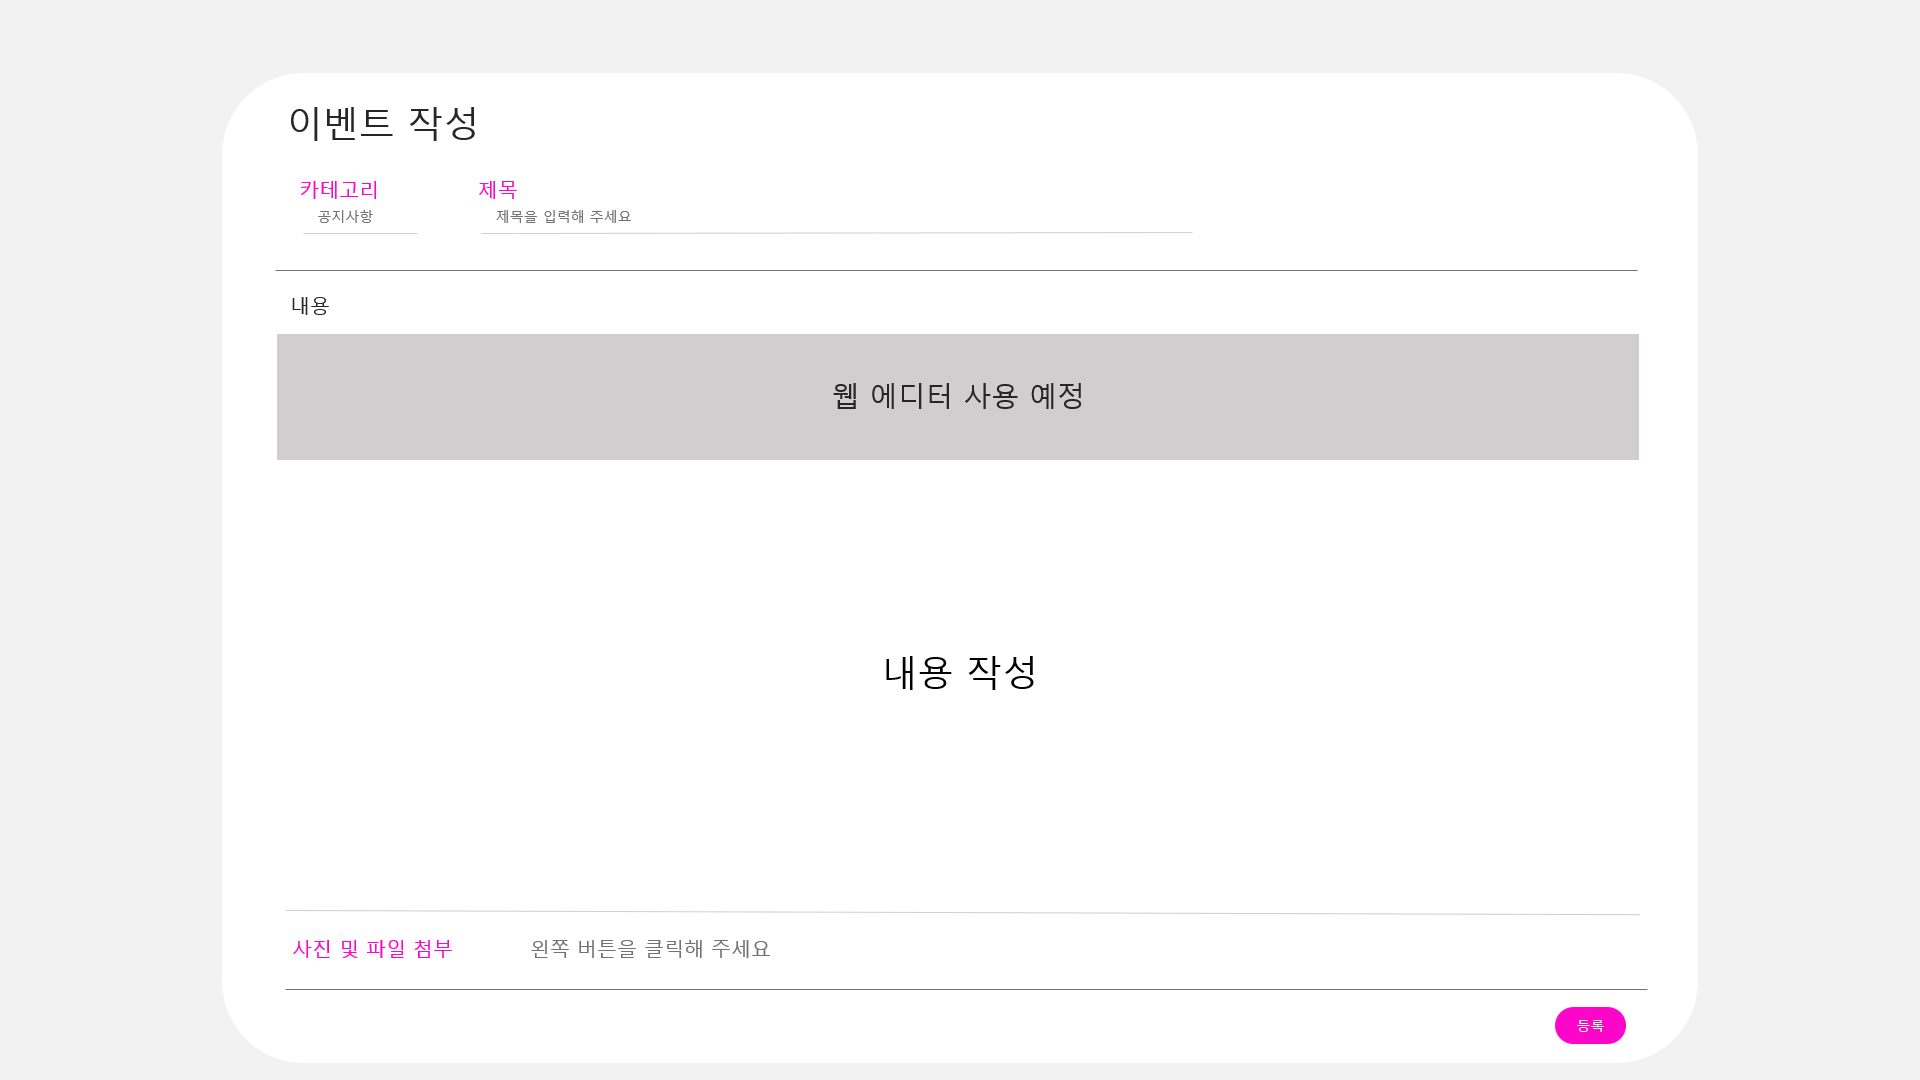 이벤트 작성
카테고리
제목
공지사항
제목을 입력해 주세요
내용
웹 에디터 사용 예정
내용 작성
사진 및 파일 첨부
왼쪽 버튼을 클릭해 주세요
등록